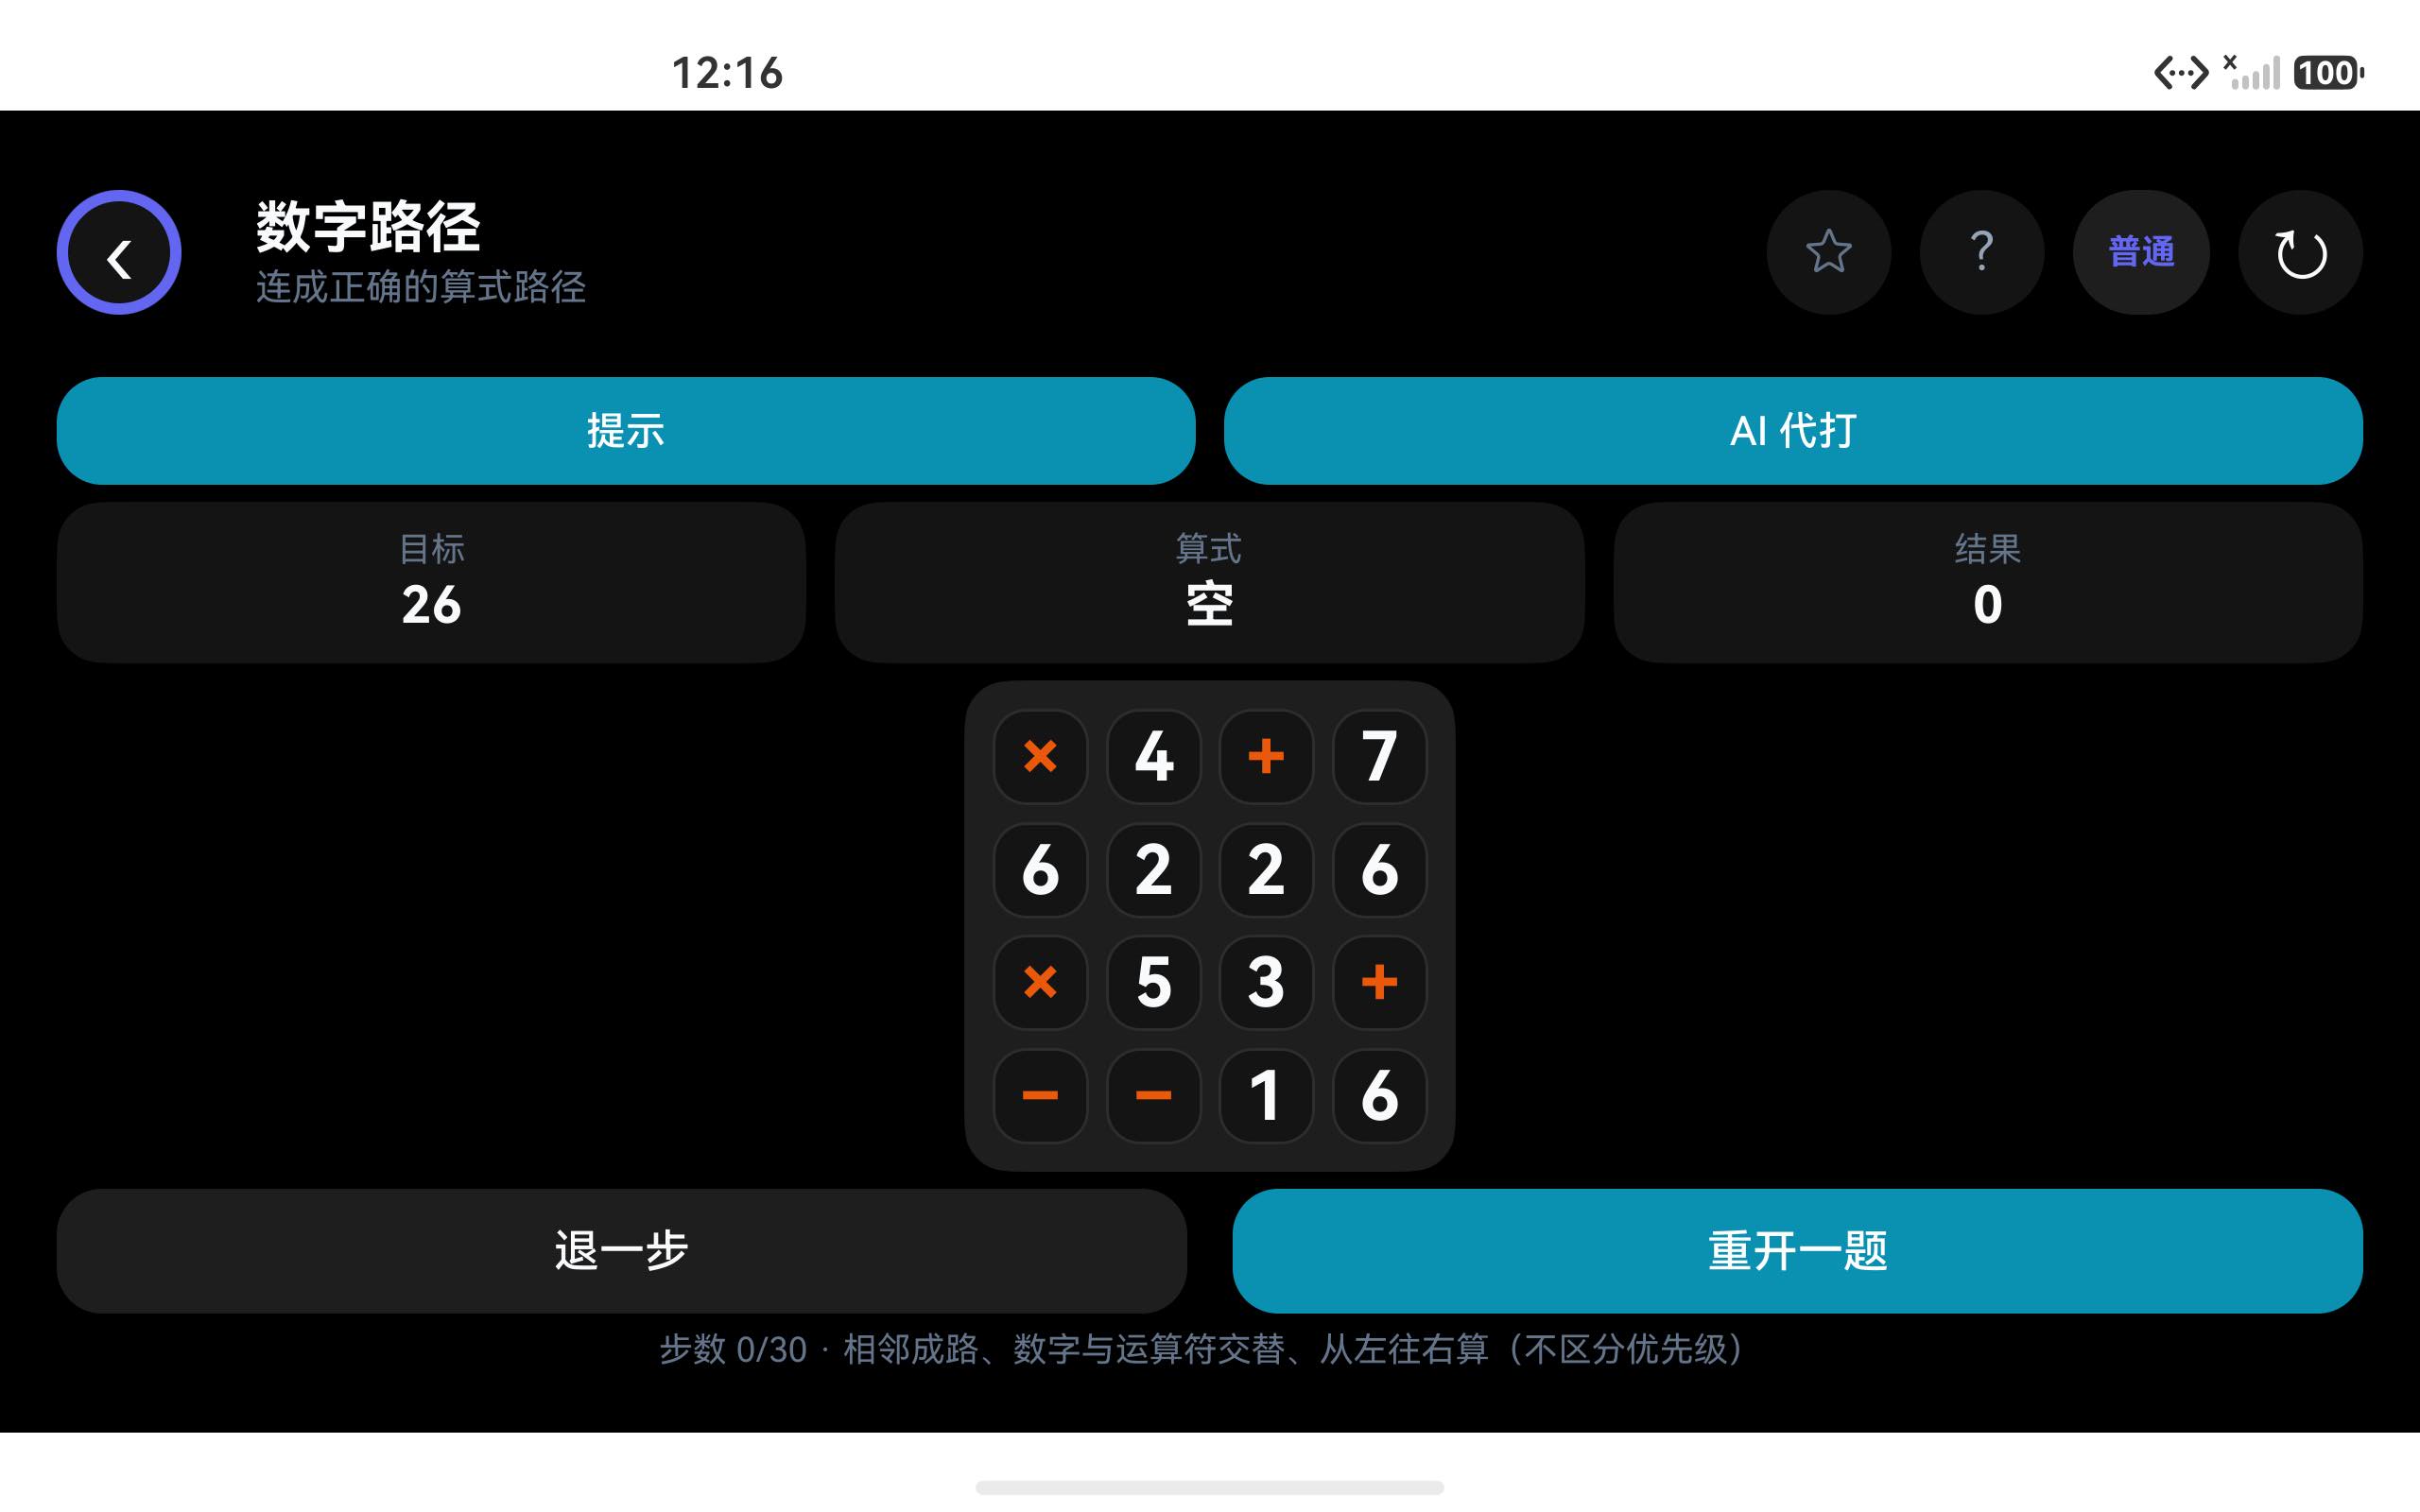 12:16
100
数字路径
连成正确的算式路径
?
普通
提示
AI 代打
目标
26
算式
空
结果
0
× 4 + 7
6 2 2 6
× 5 3 +
− − 1 6
退一步
重开一题
步数 0/30 · 相邻成路、数字与运算符交替、从左往右算（不区分优先级）